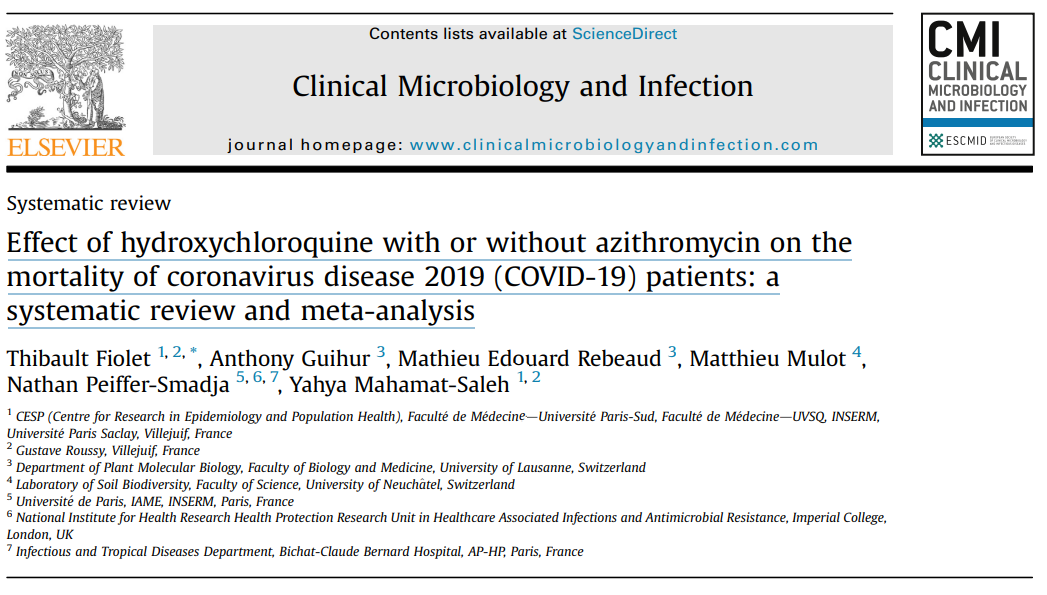 Contents lists available at ScienceDirect
Clinical Microbiology and Infection
journal homepage: www.clinicalmicrobiologyandinfection.com
ELSEVIER
CMI
CLINICAL
MICROBIOLOGY
AND INFECTION
ESCMID
Systematic review
Effect of hydroxychloroquine with or without azithromycin on the
mortality of coronavirus disease 2019 (COVID-19) patients: a
systematic review and meta-analysis
Thibault Fiolet 1, 2, *, Anthony Guihur 3, Mathieu Edouard Rebeaud 3, Matthieu Mulot 4,
Nathan Peiffer-Smadja 5, 6, 7, Yahya Mahamat-Saleh 1, 2
1 CESP (Centre for Research in Epidemiology and Population Health), Faculté de Médecine—Université Paris-Sud, Faculté de Médecine—UVSQ, INSERM,
Université Paris Saclay, Villejuif, France
2 Gustave Roussy, Villejuif, France
3 Department of Plant Molecular Biology, Faculty of Biology and Medicine, University of Lausanne, Switzerland
4 Laboratory of Soil Biodiversity, Faculty of Science, University of Neuchâtel, Switzerland
5 Université de Paris, IAME, INSERM, Paris, France
6 National Institute for Health Research Health Protection Research Unit in Healthcare Associated Infections and Antimicrobial Resistance, Imperial College,
London, UK
7 Infectious and Tropical Diseases Department, Bichat-Claude Bernard Hospital, AP-HP, Paris, France